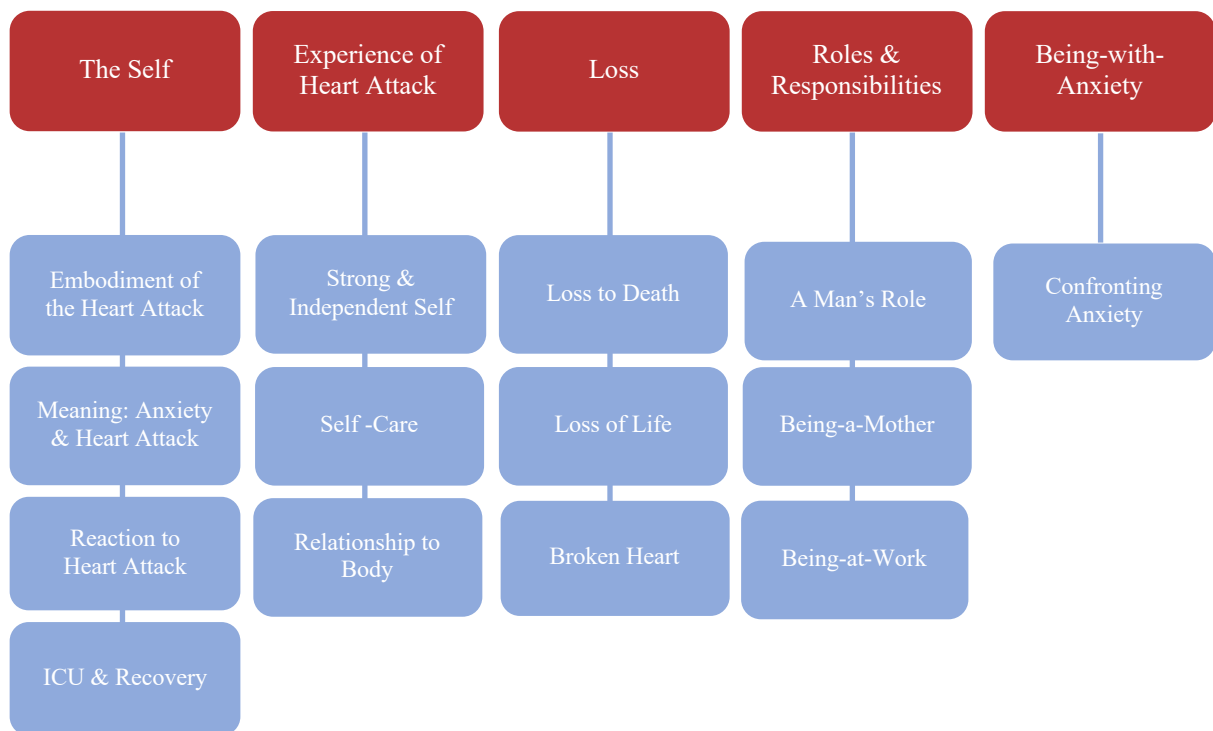 The Self
Experience of
Heart Attack
Loss
Roles &
Responsibilities
Being-with-
Anxiety
Embodiment of
the Heart Attack
Meaning: Anxiety
& Heart Attack
Reaction to
Heart Attack
ICU & Recovery
Strong &
Independent Self
Self -Care
Relationship to
Body
Loss to Death
Loss of Life
Broken Heart
A Man’s Role
Being-a-Mother
Being-at-Work
Confronting
Anxiety